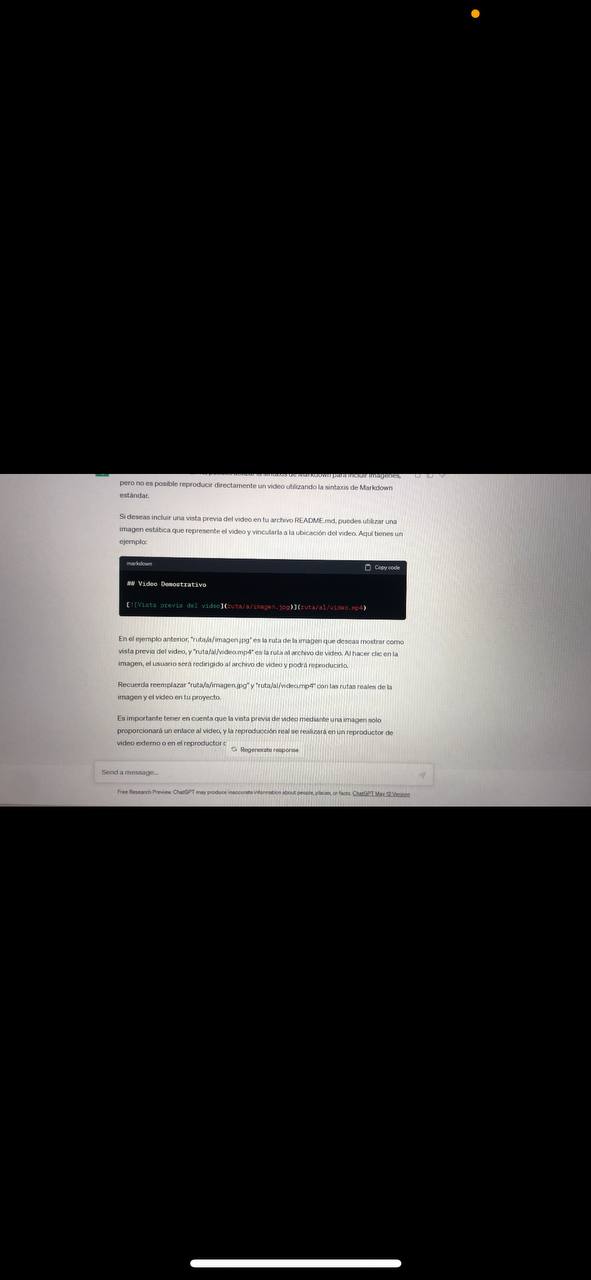 la sintaxis de Markdown para incluir imágenes,
pero no es posible reproducir directamente un video utilizando la sintaxis de Markdown
estándar.
Si deseas incluir una vista previa del video en tu archivo README.md, puedes utilizar una
imagen estática que represente el video y vincularla a la ubicación del video. Aquí tienes un
ejemplo:
markdown Copy code
## Video Demostrativo
[![Vista previa del video](ruta/a/imagen.jpg)](ruta/al/video.mp4)
En el ejemplo anterior, "ruta/a/imagen.jpg" es la ruta de la imagen que deseas mostrar como
vista previa del video, y "ruta/al/video.mp4" es la ruta al archivo de video. Al hacer clic en la
imagen, el usuario será redirigido al archivo de video y podrá reproducirlo.
Recuerda reemplazar "ruta/a/imagen.jpg" y "ruta/al/video.mp4" con las rutas reales de la
imagen y el video en tu proyecto.
Es importante tener en cuenta que la vista previa de video mediante una imagen solo
proporcionará un enlace al video, y la reproducción real se realizará en un reproductor de
video externo o en el reproductor
Regenerate response
Send a message...
Free Research Preview. ChatGPT may produce inaccurate information about people, places, or facts. ChatGPT May 12 Version